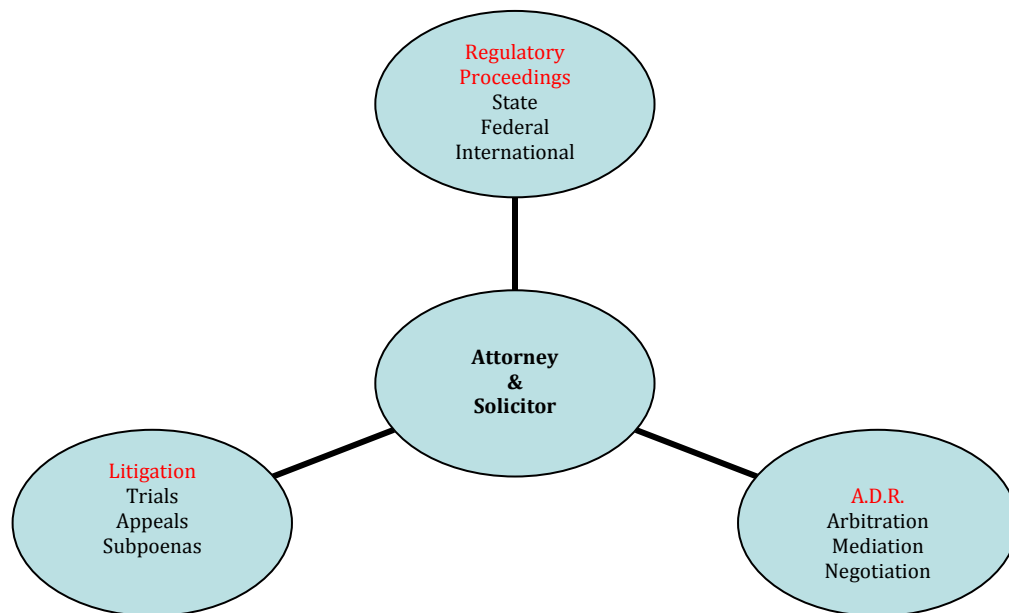 Regulatory
Proceedings
State
Federal
International
Attorney
&
Solicitor
Litigation
Trials
Appeals
Subpoenas
A.D.R.
Arbitration
Mediation
Negotiation